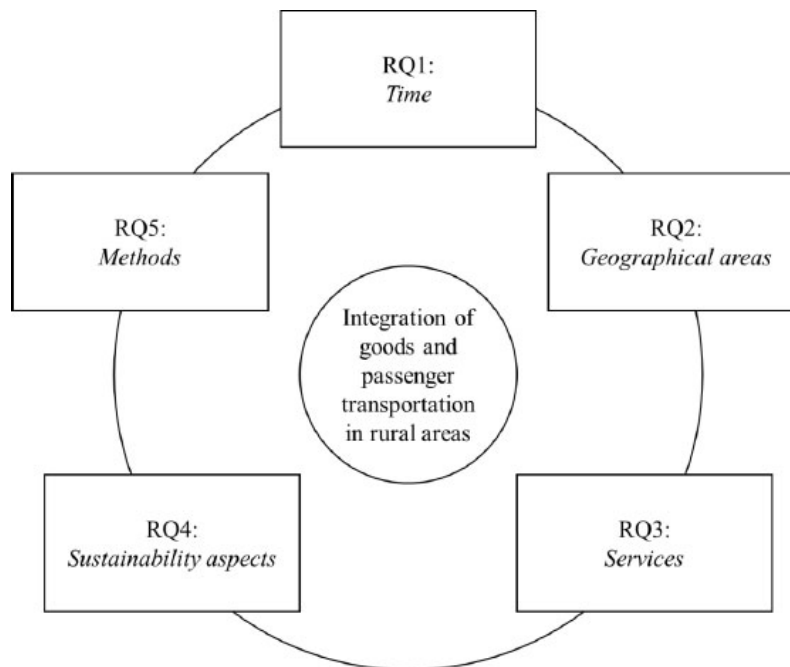 RQ1:
Time
RQ5:
Methods
RQ2:
Geographical areas
Integration of
goods and
passenger
transportation
in rural areas
RQ4:
Sustainability aspects
RQ3:
Services